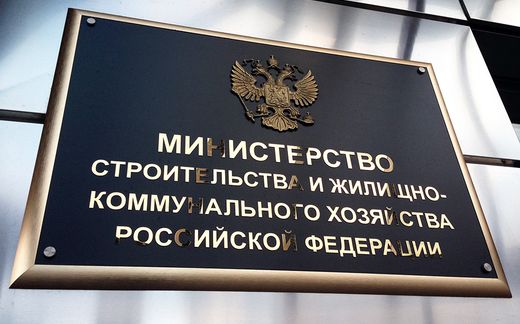 МИНИСТЕРСТВО
СТРОИТЕЛЬСТВА И ЖИЛИЩНО-
КОММУНАЛЬНОГО ХОЗЯЙСТВА
РОССИЙСКОЙ ФЕДЕРАЦИИ